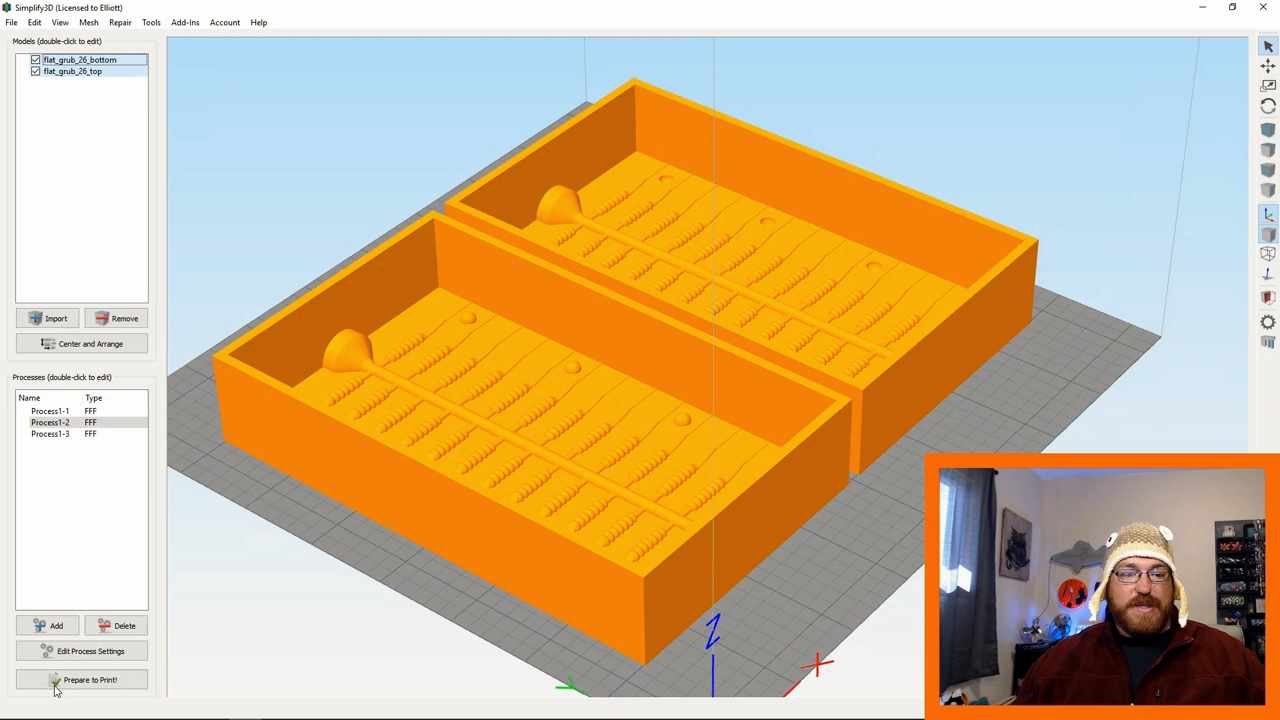 Simplify3D (Licensed to Elliott)
File Edit View Mesh Repair Tools Add-Ins Account Help
Models (double-click to edit)
flat_grub_26_bottom
flat_grub_26_top
Import Remove
Center and Arrange
Processes (double-click to edit)
Name Type
Process1-1 FFF
Process1-2 FFF
Process1-3 FFF
Add Delete
Edit Process Settings
Prepare to Print!
Z